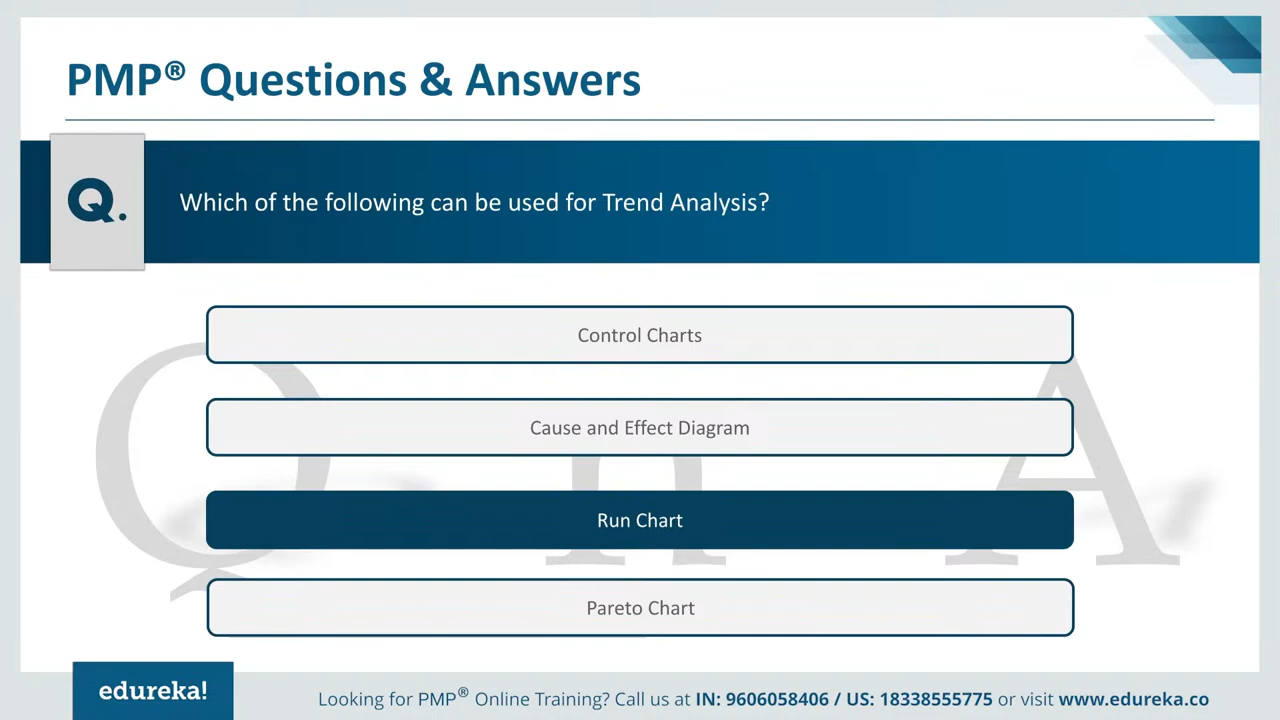 PMP® Questions & Answers
Q.
Which of the following can be used for Trend Analysis?
Control Charts
Cause and Effect Diagram
Run Chart
Pareto Chart
Q n A
edureka!
Looking for PMP® Online Training? Call us at IN: 9606058406 / US: 18338555775 or visit www.edureka.co